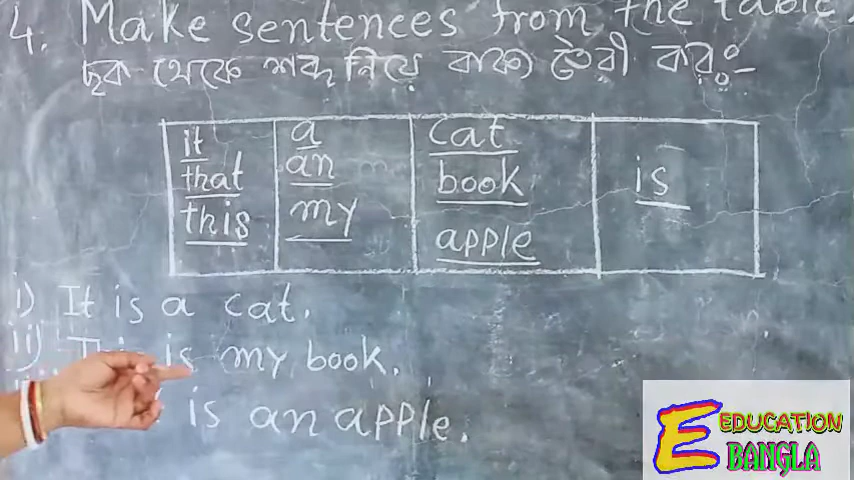 4. Make sentences from the table.
ছক থেকে শব্দ নিয়ে বাক্য তৈরী কর :-
it a cat is
that an book
this my apple
i) It is a cat.
ii) This is my book.
is an apple.
EDUCATION
BANGLA